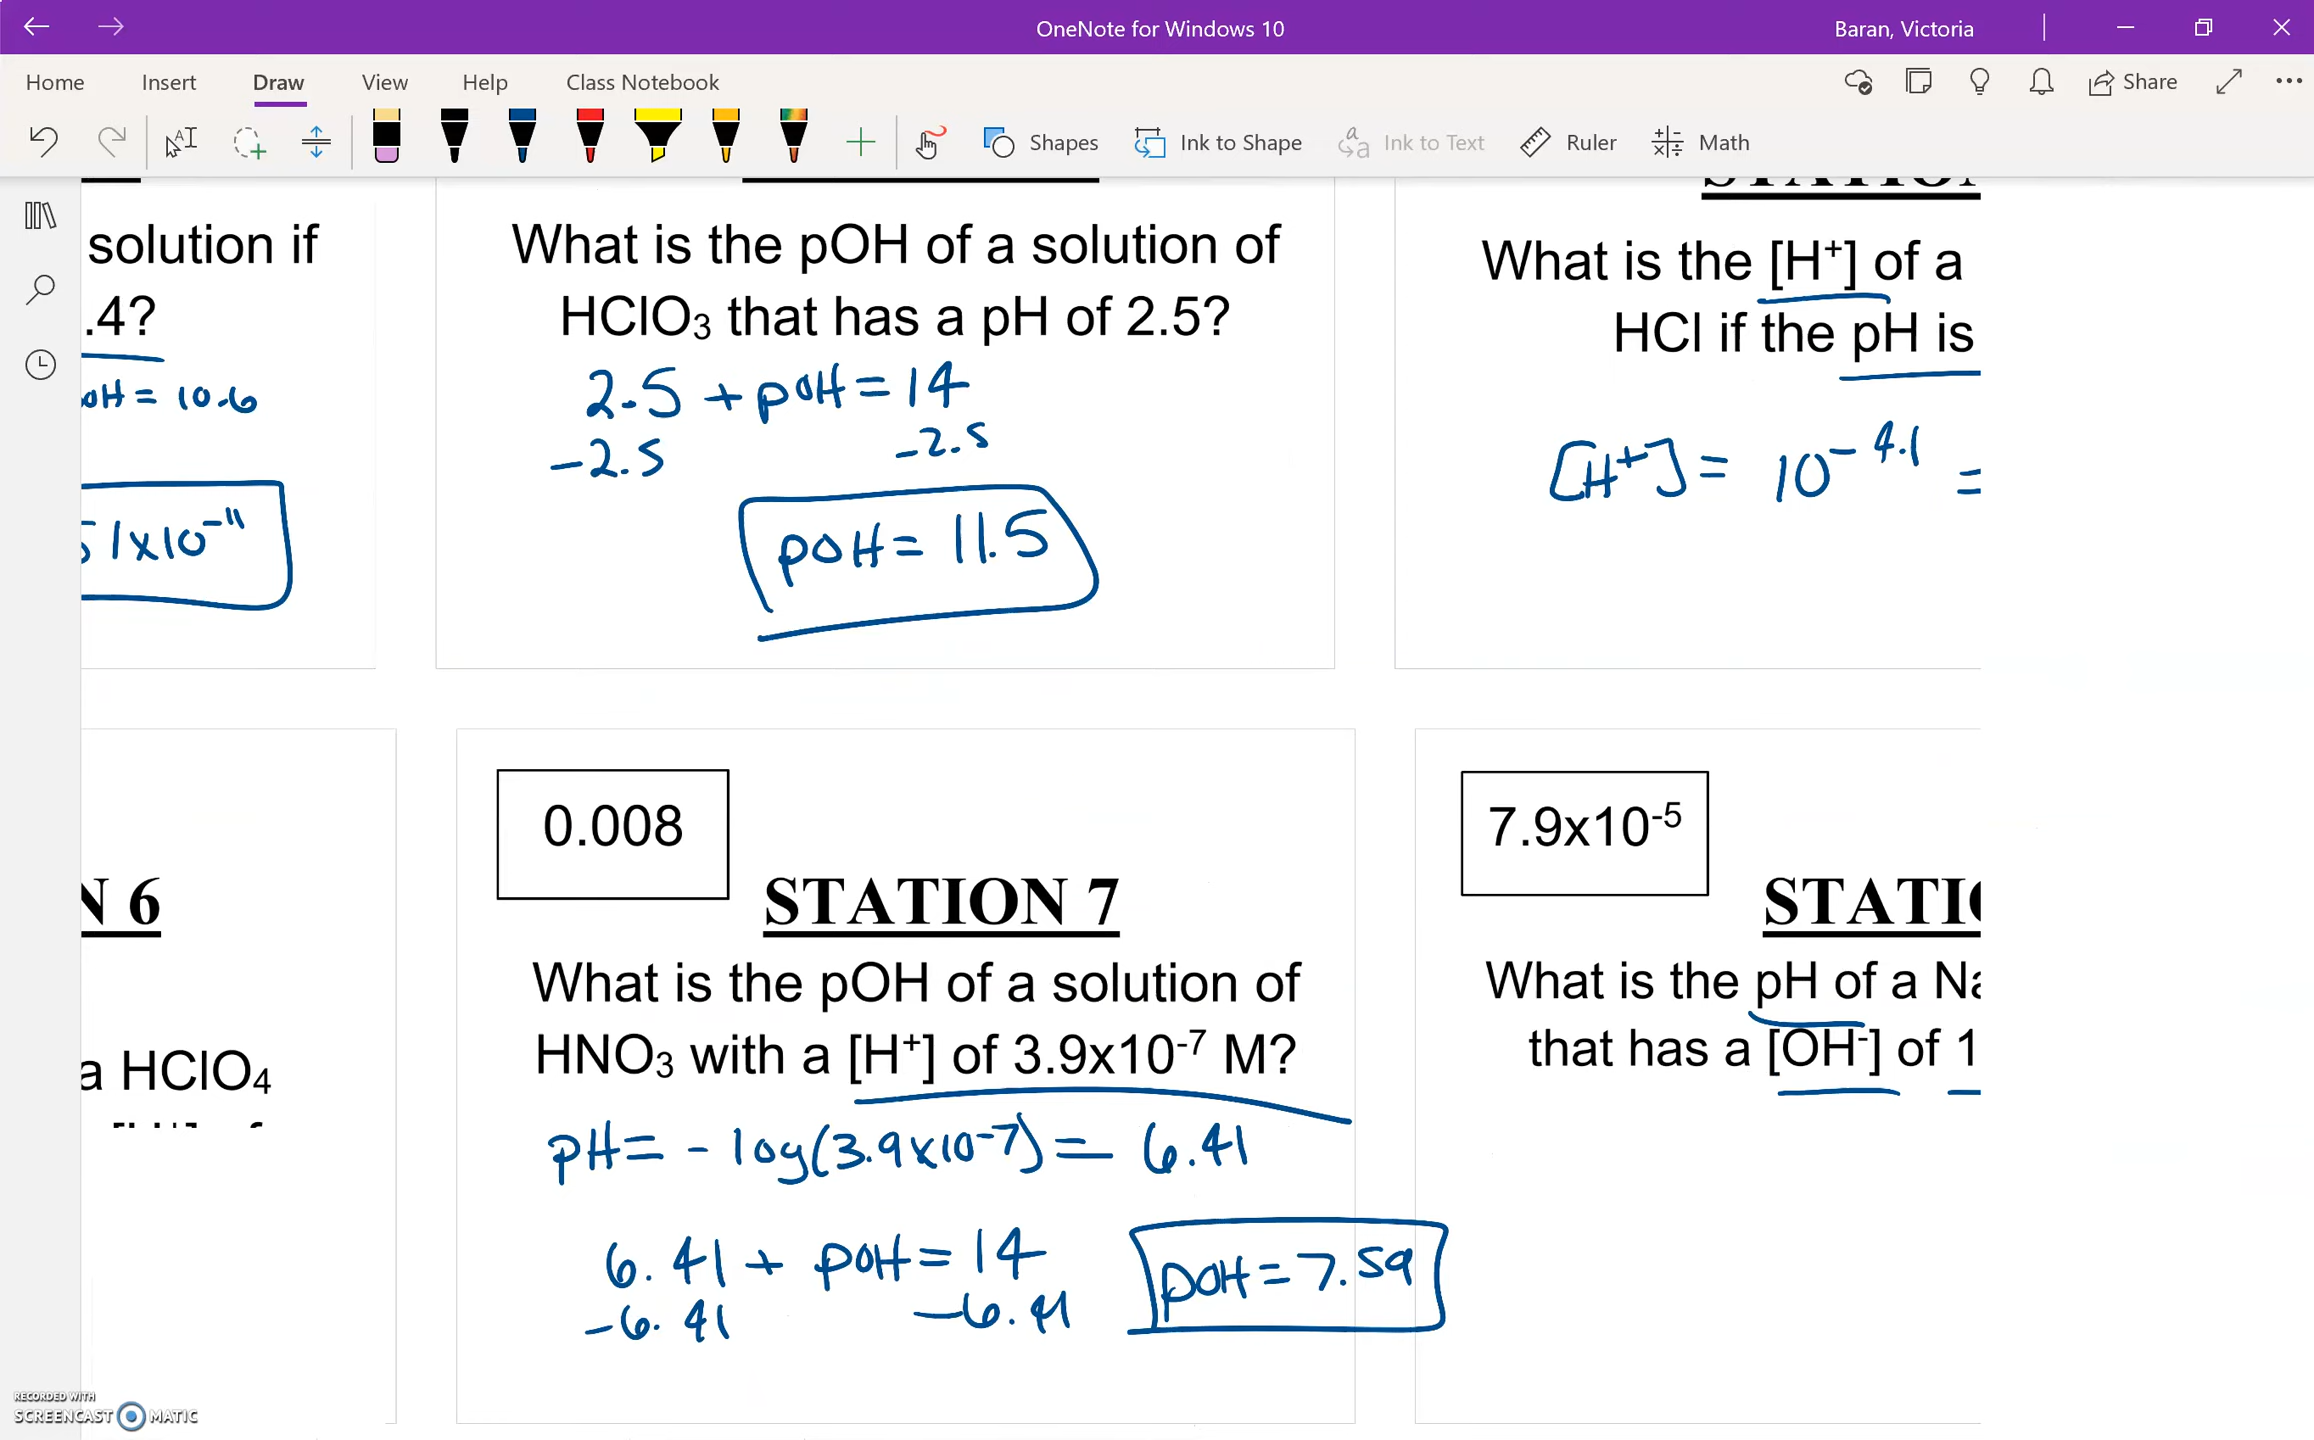 OneNote for Windows 10
Baran, Victoria
Home Insert Draw View Help Class Notebook
Share
Shapes Ink to Shape Ink to Text Ruler Math
solution if
.4?
OH = 10.6
51x10⁻¹¹
What is the pOH of a solution of
HClO₃ that has a pH of 2.5?
2.5 + pOH = 14
-2.5 -2.5
pOH = 11.5
What is the [H⁺] of a
HCl if the pH is
[H⁺] = 10⁻⁴·¹ =
N 6
a HClO₄
0.008
STATION 7
What is the pOH of a solution of
HNO₃ with a [H⁺] of 3.9x10⁻⁷ M?
pH = - log(3.9x10⁻⁷) = 6.41
6.41 + pOH = 14
-6.41 -6.41
pOH = 7.59
7.9x10⁻⁵
STATI
What is the pH of a Na
that has a [OH⁻] of 1
RECORDED WITH
SCREENCAST MATIC